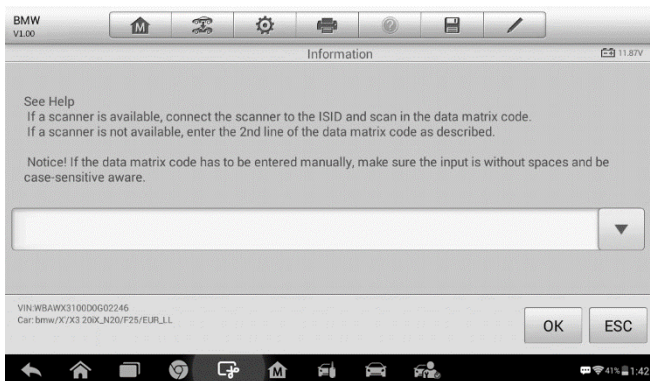 BMW
V1.00
Information
11.87V
See Help
If a scanner is available, connect the scanner to the ISID and scan in the data matrix code.
If a scanner is not available, enter the 2nd line of the data matrix code as described.
Notice! If the data matrix code has to be entered manually, make sure the input is without spaces and be
case-sensitive aware.
VIN:WBAWX3100D0G02246
Car: bmw/X'/X3 20iX_N20/F25/EUR_LL
OK
ESC
41% 1:42